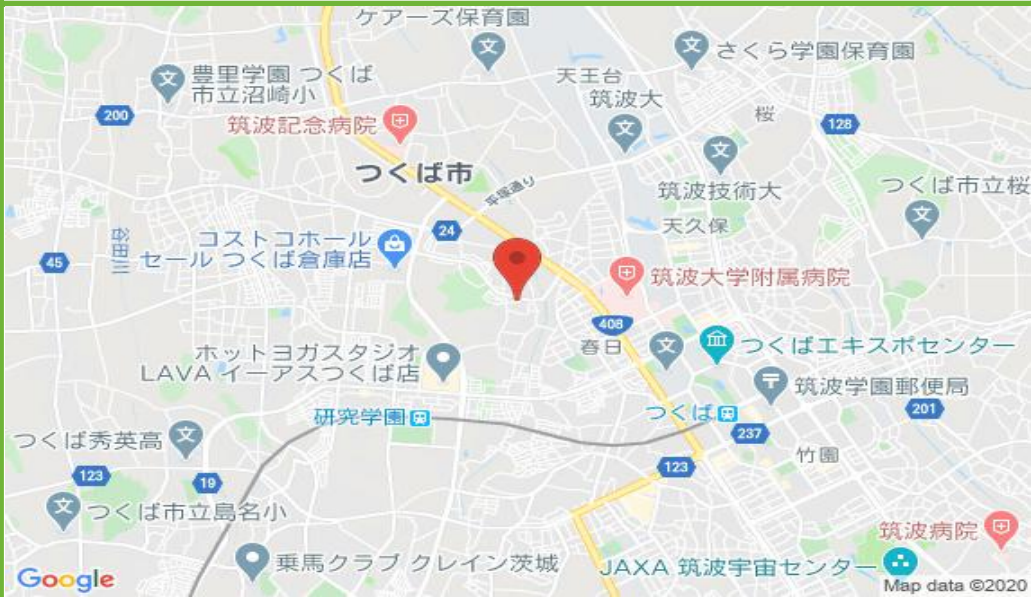 ケアーズ保育園
さくら学園保育園
豊里学園 つくば
市立沼崎小
天王台
筑波大
200
筑波記念病院
桜
128
つくば市
平塚通り
筑波技術大
つくば市立桜
天久保
24
谷田川
コストコホール
セール つくば倉庫店
45
筑波大学附属病院
408
春日
つくばエキスポセンター
ホットヨガスタジオ
LAVA イーアスつくば店
筑波学園郵便局
研究学園
つくば
201
237
つくば秀英高
竹園
123
123
19
つくば市立島名小
筑波病院
乗馬クラブ クレイン茨城
JAXA 筑波宇宙センター
Google
Map data ©2020